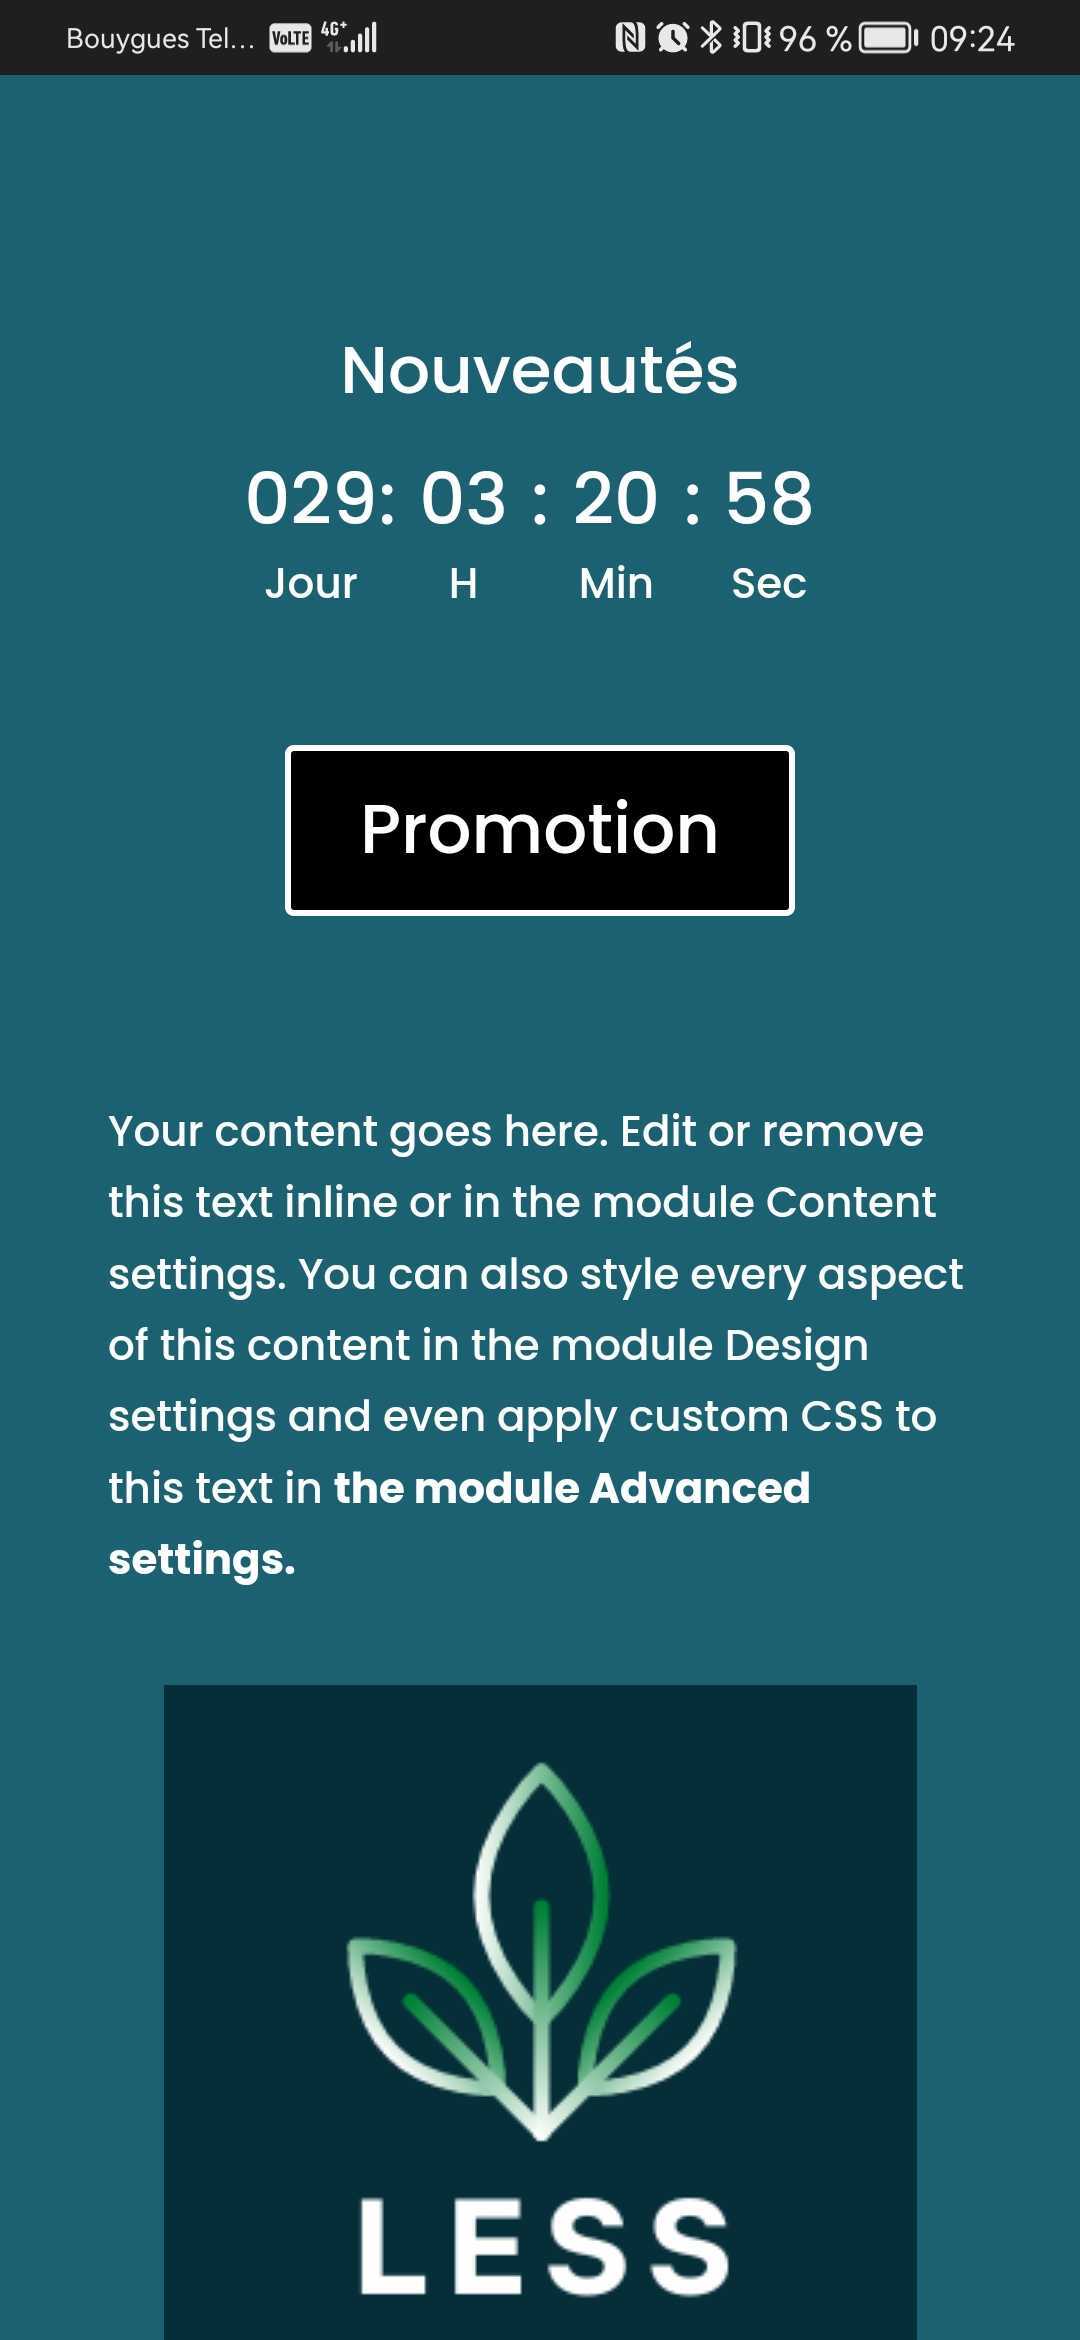 Bouygues Tel... VoLTE 4G+ 96 % 09:24
Nouveautés
029: 03 : 20 : 58
Jour H Min Sec
Promotion
Your content goes here. Edit or remove
this text inline or in the module Content
settings. You can also style every aspect
of this content in the module Design
settings and even apply custom CSS to
this text in the module Advanced
settings.
LESS